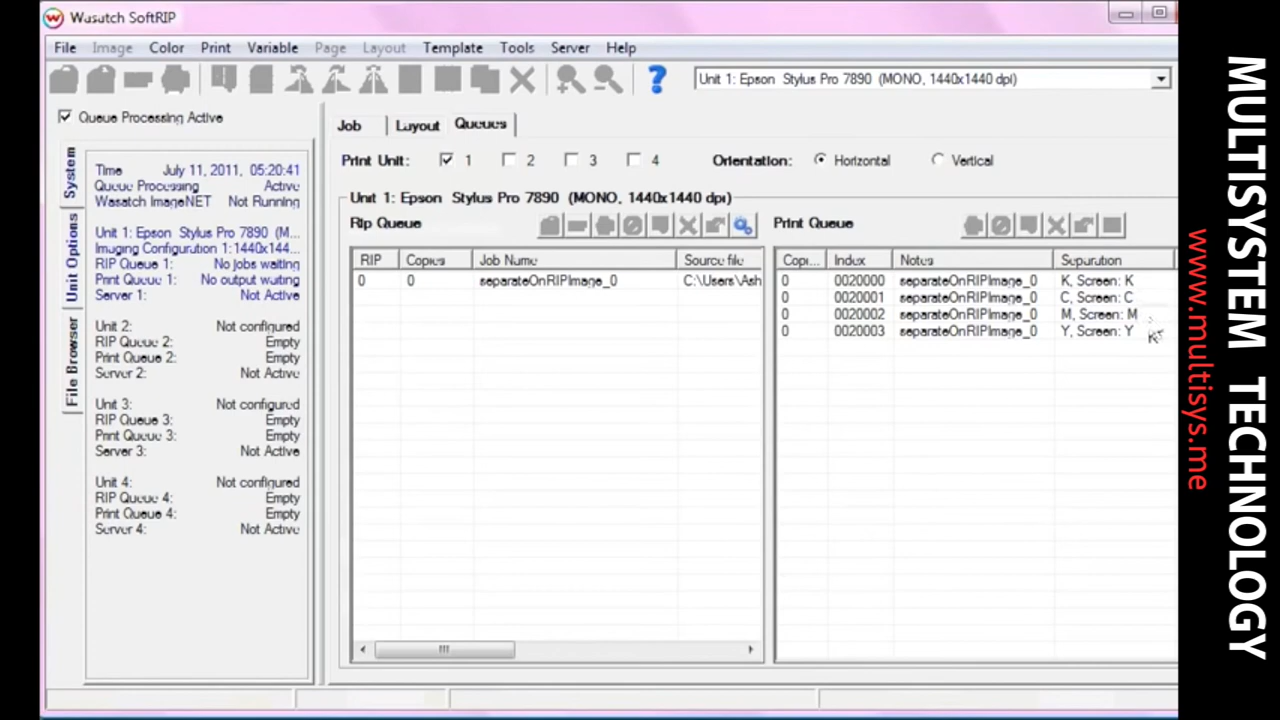 Wasatch SoftRIP
File Image Color Print Variable Page Layout Template Tools Server Help
Unit 1: Epson Stylus Pro 7890 (MONO, 1440x1440 dpi)
Queue Processing Active
System
Unit Options
File Browser
Time July 11, 2011, 05:20:41
Queue Processing Active
Wasatch ImageNET Not Running
Unit 1: Epson Stylus Pro 7890 (M...
Imaging Configuration 1: 1440x144...
RIP Queue 1: No jobs waiting
Print Queue 1: No output waiting
Server 1: Not Active
Unit 2: Not configured
RIP Queue 2: Empty
Print Queue 2: Empty
Server 2: Not Active
Unit 3: Not configured
RIP Queue 3: Empty
Print Queue 3: Empty
Server 3: Not Active
Unit 4: Not configured
RIP Queue 4: Empty
Print Queue 4: Empty
Server 4: Not Active
Job Layout Queues
Print Unit: 1 2 3 4 Orientation: Horizontal Vertical
Unit 1: Epson Stylus Pro 7890 (MONO, 1440x1440 dpi)
Rip Queue
RIP Copies Job Name Source file
0 0 separateOnRIPImage_0 C:\Users\Ash
Print Queue
Copi... Index Notes Separation
0 0020000 separateOnRIPImage_0 K, Screen: K
0 0020001 separateOnRIPImage_0 C, Screen: C
0 0020002 separateOnRIPImage_0 M, Screen: M
0 0020003 separateOnRIPImage_0 Y, Screen: Y
MULTISYSTEM TECHNOLOGY
www.multisys.me